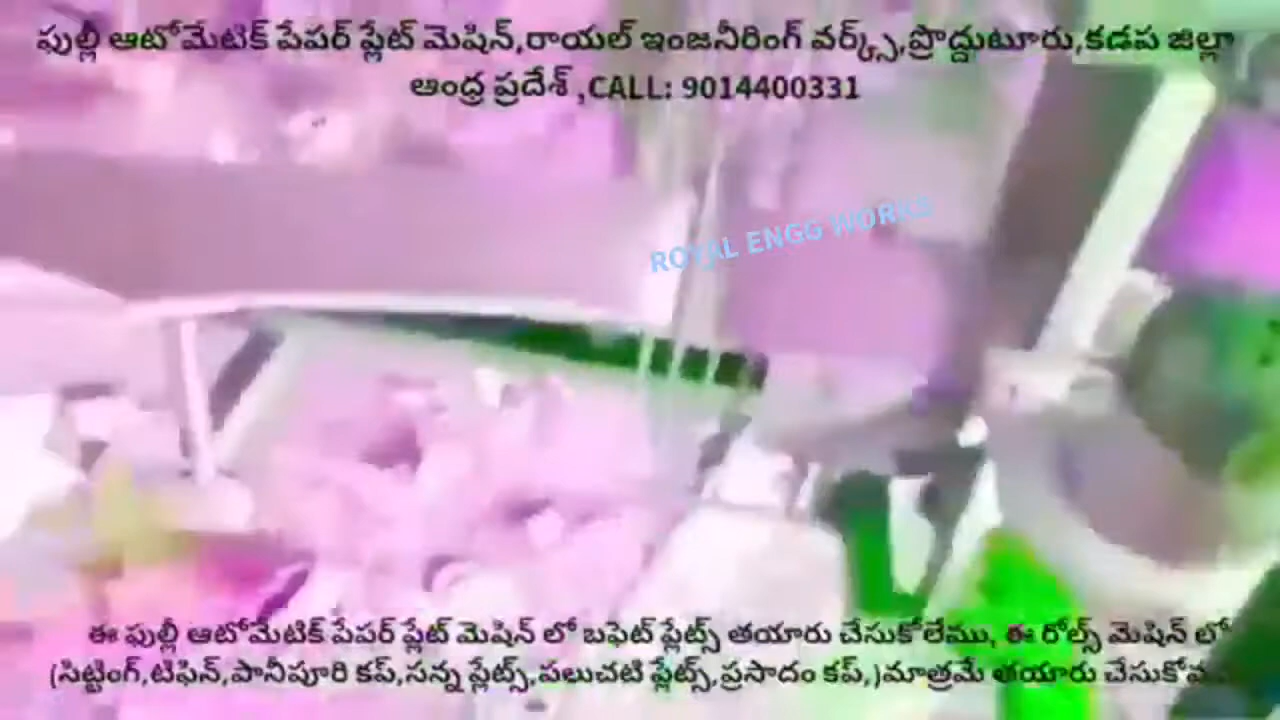 ఫుల్లీ ఆటోమేటిక్ పేపర్ ప్లేట్ మెషిన్,రాయల్ ఇంజనీరింగ్ వర్క్స్,ప్రొద్దుటూరు,కడప జిల్లా
ఆంధ్ర ప్రదేశ్ ,CALL: 9014400331
ROYAL ENGG WORKS
ఈ ఫుల్లీ ఆటోమేటిక్ పేపర్ ప్లేట్ మెషిన్ లో బఫెట్ ప్లేట్స్ తయారు చేసుకోలేము, ఈ రోల్స్ మెషిన్ లో
(సిట్టింగ్,టిఫిన్,పానీపూరి కప్,సన్న ప్లేట్స్,పలుచటి ప్లేట్స్,ప్రసాదం కప్,)మాత్రమే తయారు